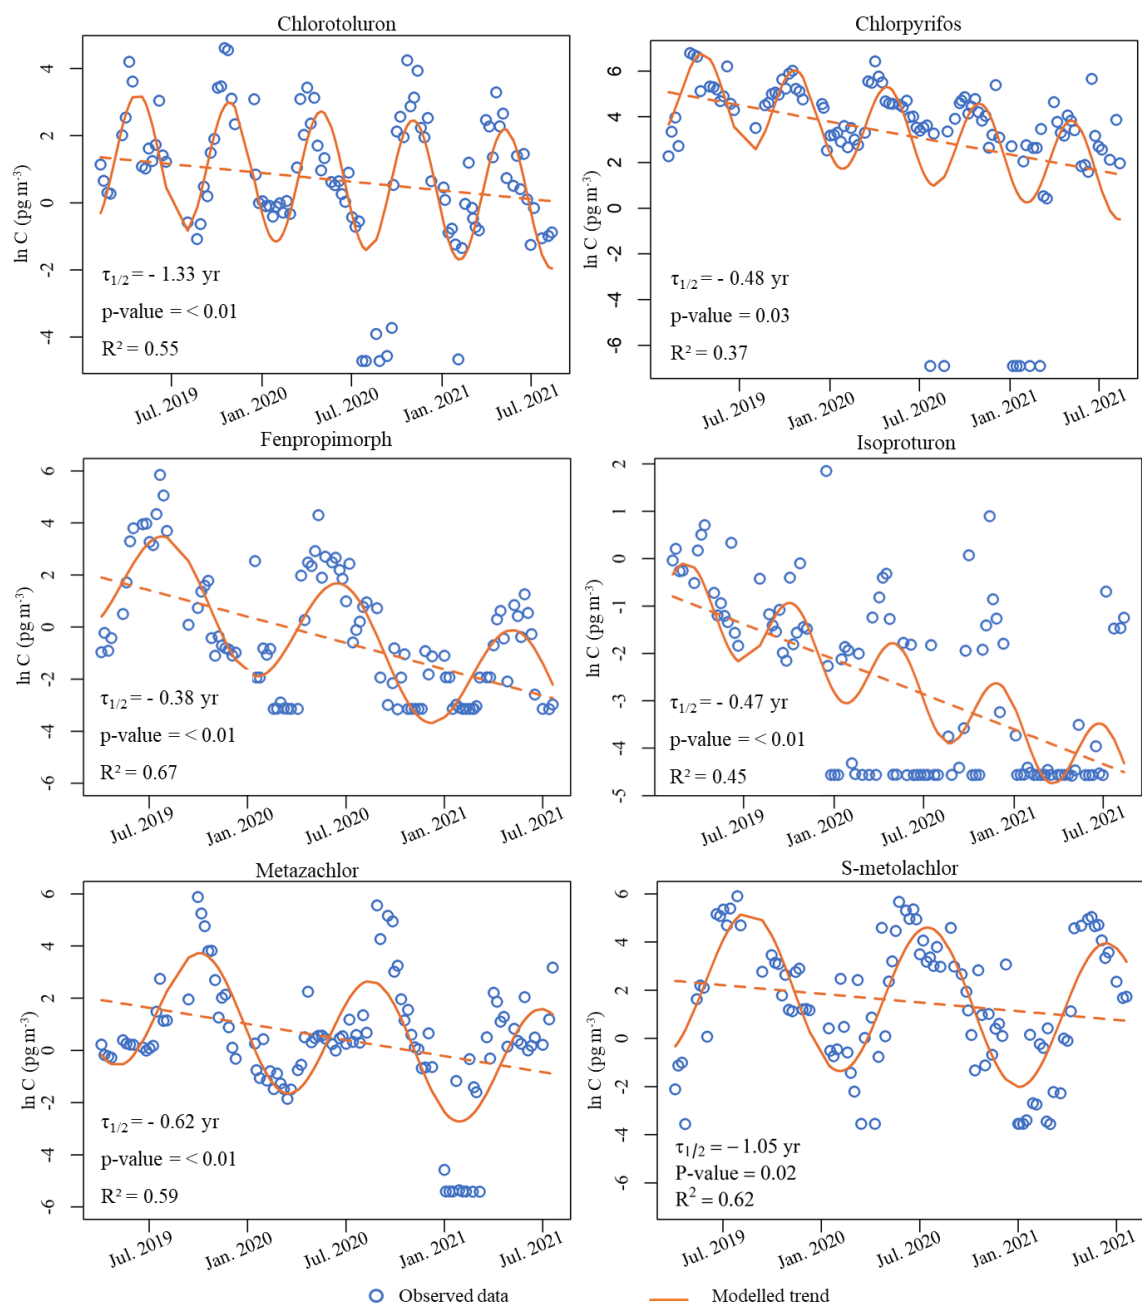 Chlorotoluron
Chlorpyrifos
ln C (pg m-3)
4
2
0
-2
-4
τ1/2 = - 1.33 yr
p-value = < 0.01
R2 = 0.55
Jul. 2019
Jan. 2020
Jul. 2020
Jan. 2021
Jul. 2021
ln C (pg m-3)
6
4
2
0
-2
-4
-6
τ1/2 = - 0.48 yr
p-value = 0.03
R2 = 0.37
Jul. 2019
Jan. 2020
Jul. 2020
Jan. 2021
Jul. 2021
Fenpropimorph
Isoproturon
ln C (pg m-3)
6
4
2
0
-2
-4
-6
τ1/2 = - 0.38 yr
p-value = < 0.01
R2 = 0.67
Jul. 2019
Jan. 2020
Jul. 2020
Jan. 2021
Jul. 2021
ln C (pg m-3)
2
1
0
-1
-2
-3
-4
-5
τ1/2 = - 0.47 yr
p-value = < 0.01
R2 = 0.45
Jul. 2019
Jan. 2020
Jul. 2020
Jan. 2021
Jul. 2021
Metazachlor
S-metolachlor
ln C (pg m-3)
6
4
2
0
-2
-4
-6
τ1/2 = - 0.62 yr
p-value = < 0.01
R2 = 0.59
Jul. 2019
Jan. 2020
Jul. 2020
Jan. 2021
Jul. 2021
ln C (pg m-3)
6
4
2
0
-2
-4
-6
τ1/2 = − 1.05 yr
P-value = 0.02
R2 = 0.62
Jul. 2019
Jan. 2020
Jul. 2020
Jan. 2021
Jul. 2021
Observed data
Modelled trend